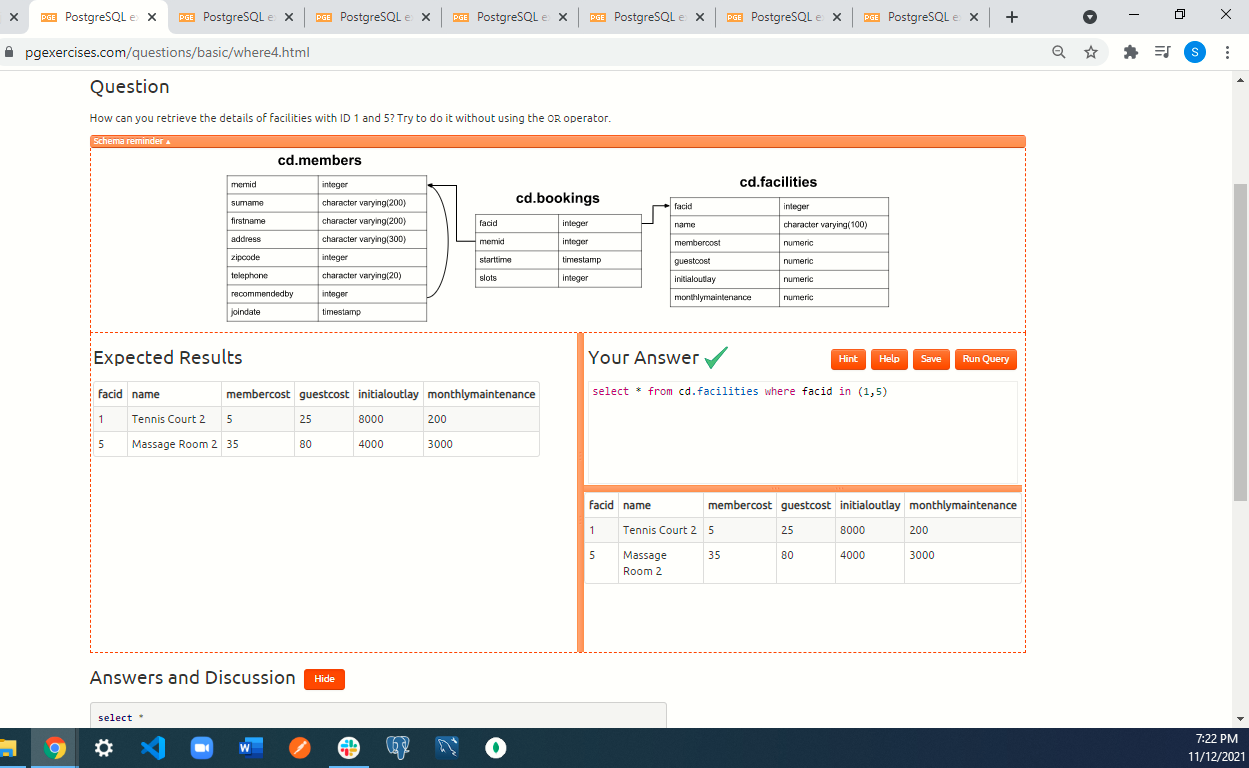 PGE PostgreSQL e
PGE PostgreSQL e
PGE PostgreSQL e
PGE PostgreSQL e
PGE PostgreSQL e
PGE PostgreSQL e
PGE PostgreSQL e
pgexercises.com/questions/basic/where4.html
S
Question
How can you retrieve the details of facilities with ID 1 and 5? Try to do it without using the OR operator.
Schema reminder ▲
cd.members
memid integer
surname character varying(200)
firstname character varying(200)
address character varying(300)
zipcode integer
telephone character varying(20)
recommendedby integer
joindate timestamp
cd.bookings
facid integer
memid integer
starttime timestamp
slots integer
cd.facilities
facid integer
name character varying(100)
membercost numeric
guestcost numeric
initialoutlay numeric
monthlymaintenance numeric
Expected Results
facid name membercost guestcost initialoutlay monthlymaintenance
1 Tennis Court 2 5 25 8000 200
5 Massage Room 2 35 80 4000 3000
Your Answer
Hint Help Save Run Query
select * from cd.facilities where facid in (1,5)
facid name membercost guestcost initialoutlay monthlymaintenance
1 Tennis Court 2 5 25 8000 200
5 Massage 35 80 4000 3000
Room 2
Answers and Discussion Hide
select *
W
7:22 PM
11/12/2021